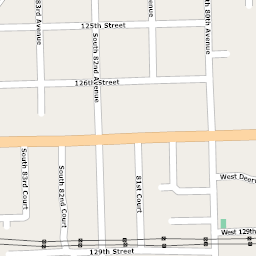 125th Street
83rd Avenue
South 82nd Avenue
Avenue
80th Avenue
126th Street
South 83rd Court
South 82nd Court
81st Court
West Deer
West 129th
129th Street